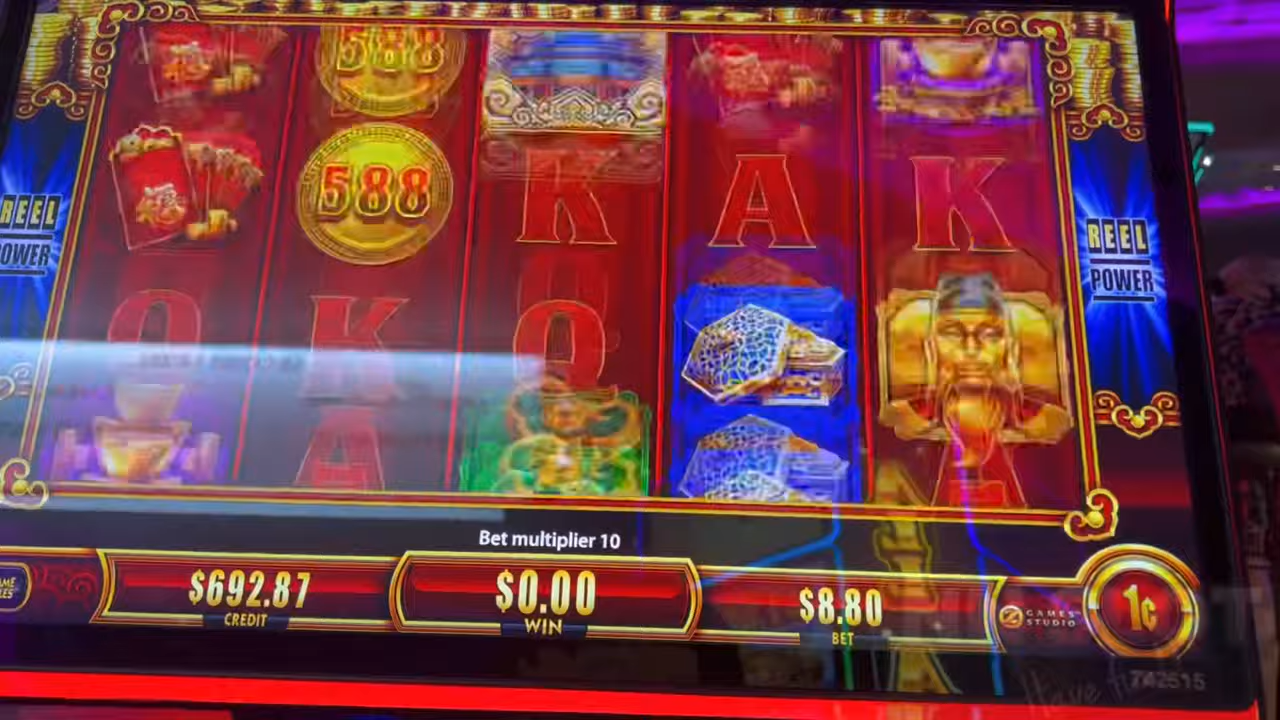 588
588
K
A
K
REEL
POWER
REEL
POWER
Q
K
Q
A
Bet multiplier 10
$692.87
CREDIT
$0.00
WIN
$8.80
BET
GAMES
STUDIO
1¢
Have
742515